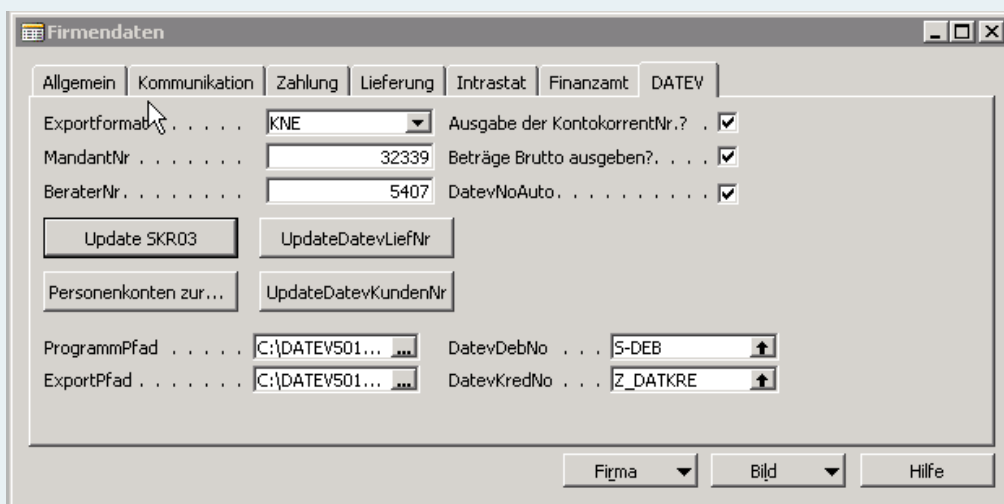 Firmendaten
Allgemein Kommunikation Zahlung Lieferung Intrastat Finanzamt DATEV
Exportformat . . . . . KNE Ausgabe der KontokorrentNr.? .
MandantNr . . . . . . . 32339 Beträge Brutto ausgeben?. . . .
BeraterNr. . . . . . . . 5407 DatevNoAuto. . . . . . . . . . .
Update SKR03 UpdateDatevLiefNr
Personenkonten zur... UpdateDatevKundenNr
ProgrammPfad . . . . . C:\DATEV501... ... DatevDebNo . . . S-DEB
ExportPfad . . . . . . . C:\DATEV501... ... DatevKredNo . . . Z_DATKRE
Firma Bild Hilfe